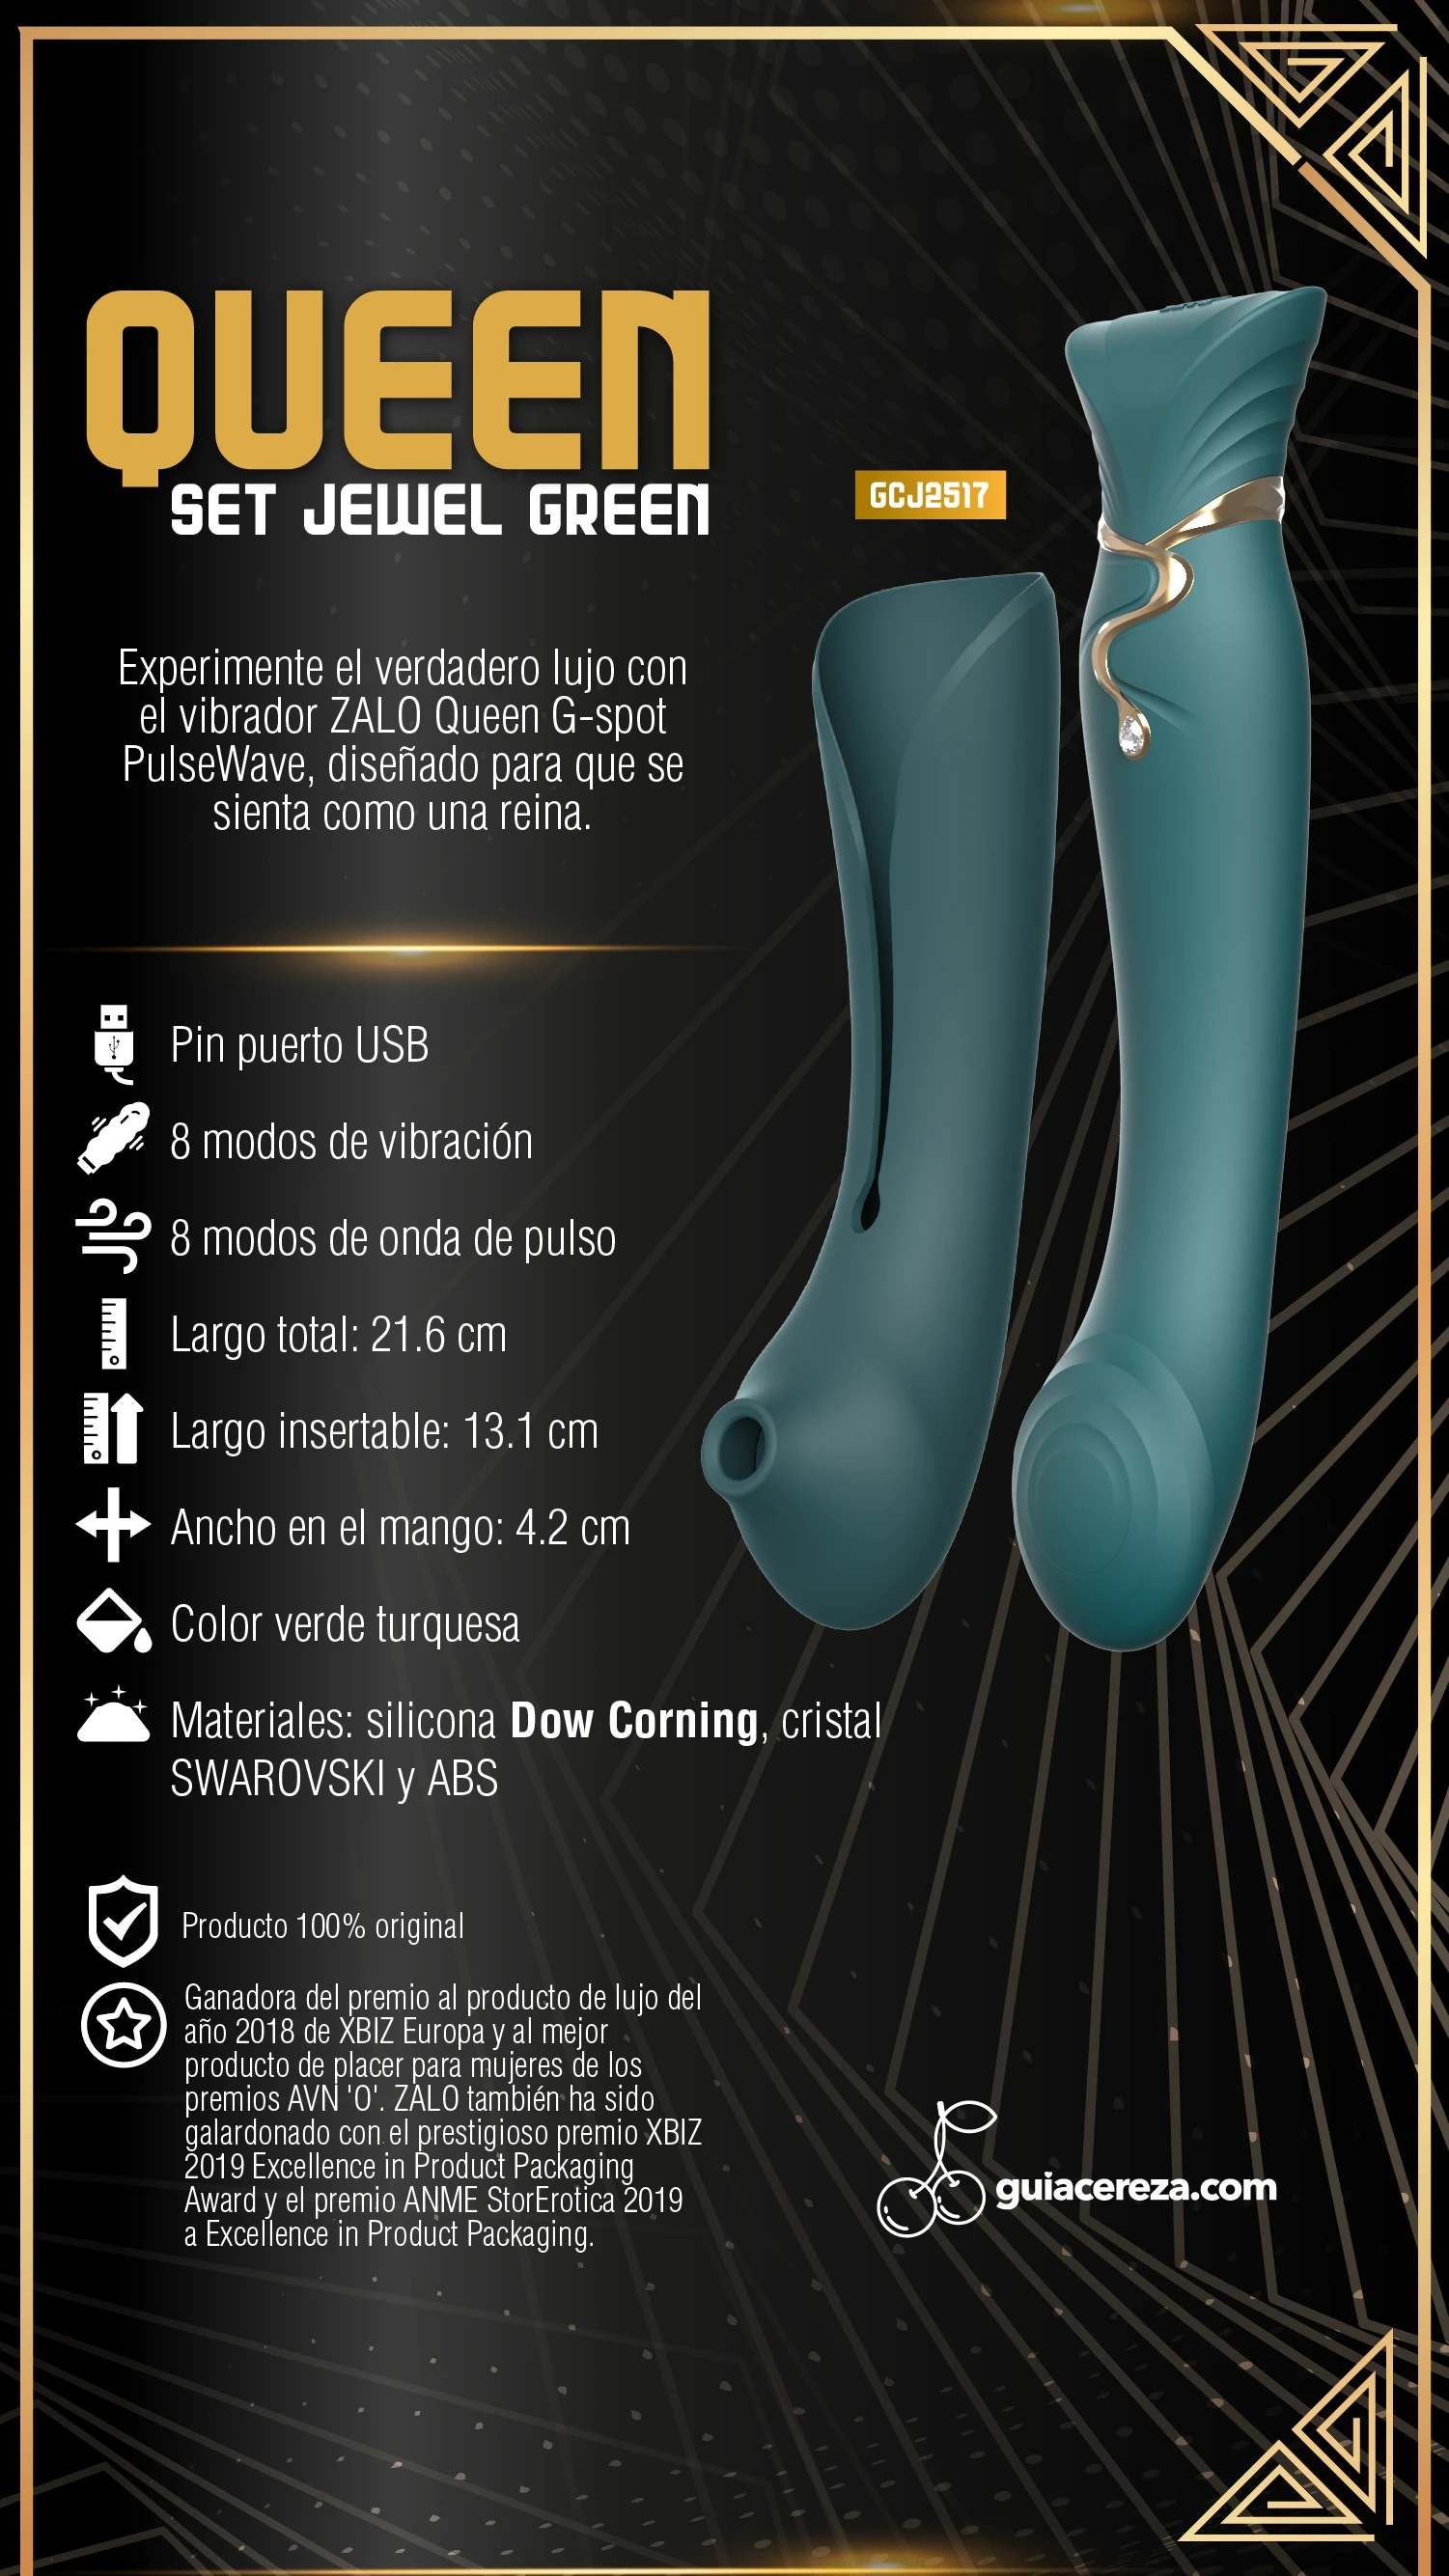 QUEEN
SET JEWEL GREEN
GCJ2517
Experimente el verdadero lujo con
el vibrador ZALO Queen G-spot
PulseWave, diseñado para que se
sienta como una reina.
Pin puerto USB
8 modos de vibración
8 modos de onda de pulso
Largo total: 21.6 cm
Largo insertable: 13.1 cm
Ancho en el mango: 4.2 cm
Color verde turquesa
Materiales: silicona Dow Corning, cristal
SWAROVSKI y ABS
Producto 100% original
Ganadora del premio al producto de lujo del
año 2018 de XBIZ Europa y al mejor
producto de placer para mujeres de los
premios AVN 'O'. ZALO también ha sido
galardonado con el prestigioso premio XBIZ
2019 Excellence in Product Packaging
Award y el premio ANME StorErotica 2019
a Excellence in Product Packaging.
guiacereza.com